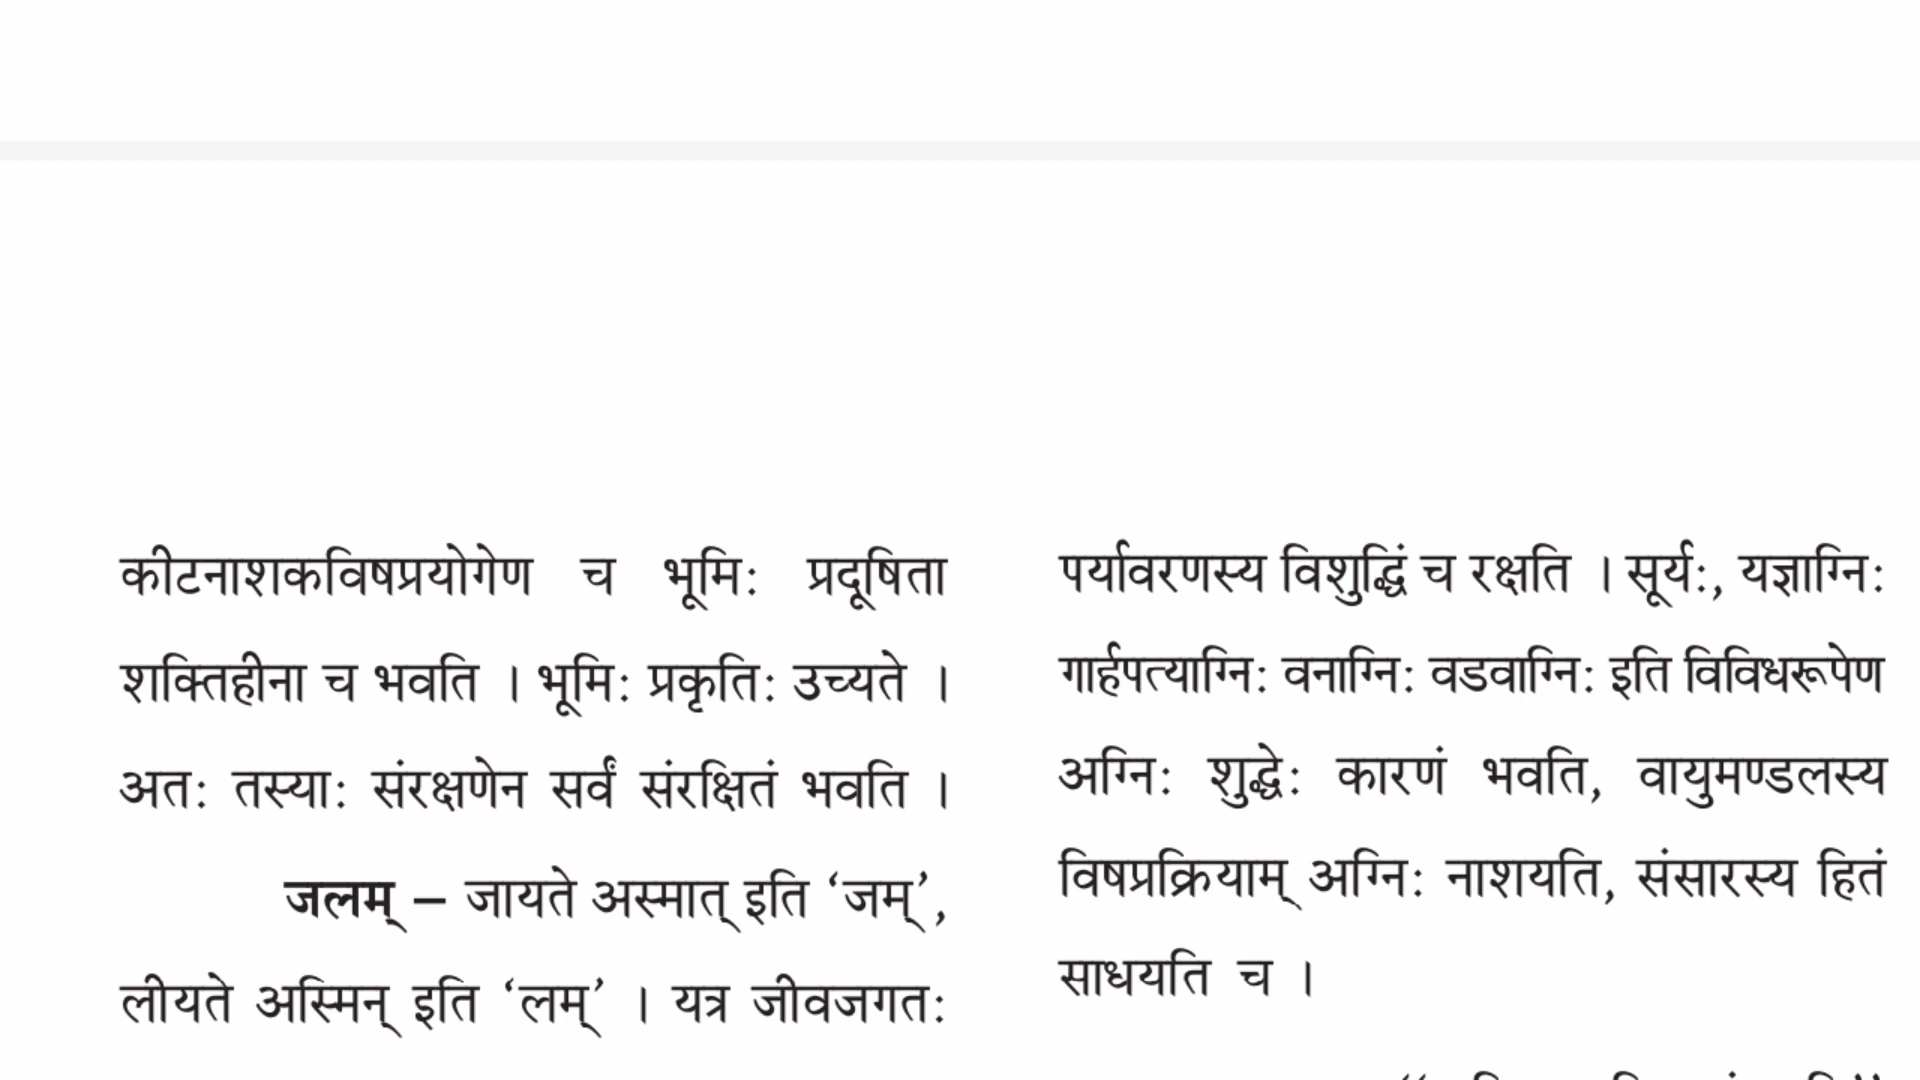 कीटनाशकविषप्रयोगेण च भूमिः प्रदूषिता
शक्तिहीना च भवति । भूमिः प्रकृतिः उच्यते ।
अतः तस्याः संरक्षणेन सर्वं संरक्षितं भवति ।
जलम् – जायते अस्मात् इति ‘जम्’,
लीयते अस्मिन् इति ‘लम्’ । यत्र जीवजगतः
पर्यावरणस्य विशुद्धिं च रक्षति । सूर्यः, यज्ञाग्निः
गार्हपत्याग्निः वनाग्निः वडवाग्निः इति विविधरूपेण
अग्निः शुद्धेः कारणं भवति, वायुमण्डलस्य
विषप्रक्रियाम् अग्निः नाशयति, संसारस्य हितं
साधयति च ।